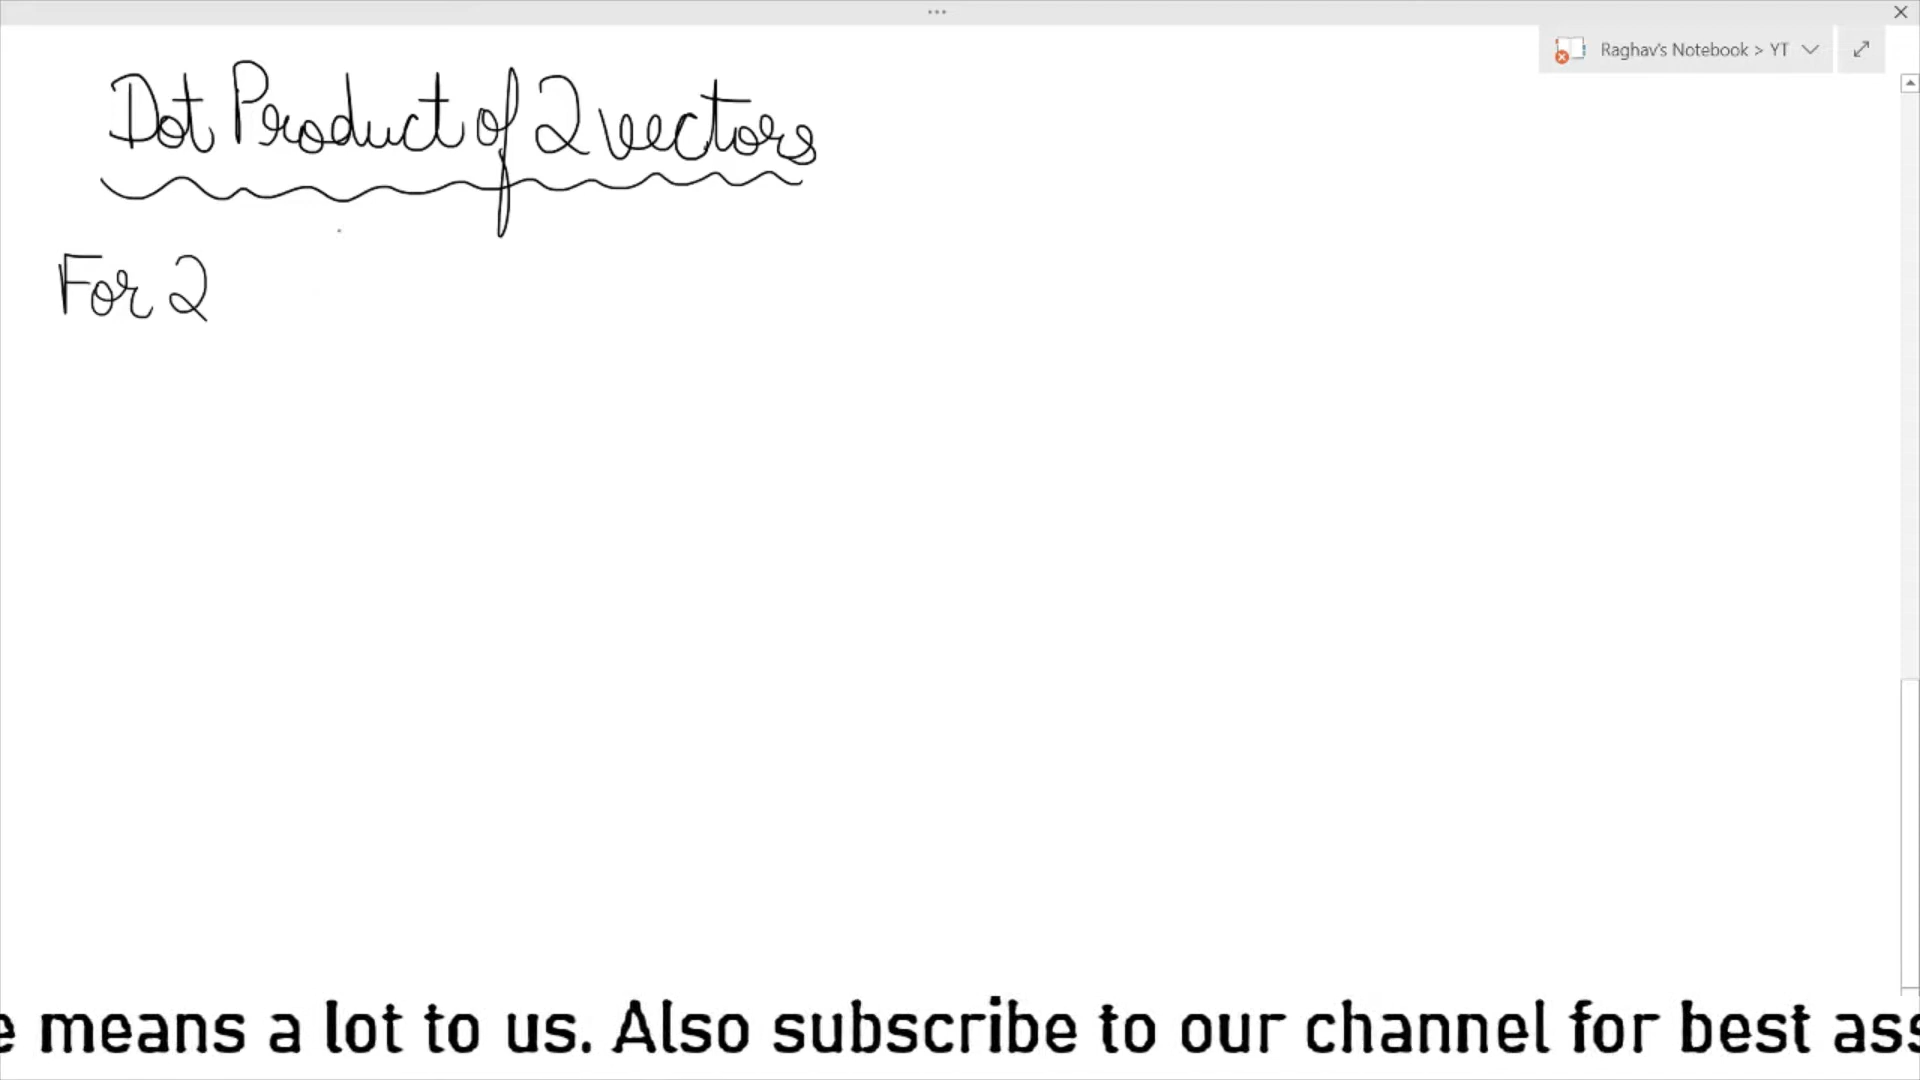 Raghav's Notebook > YT
Dot Product of 2 vectors
For 2
e means a lot to us. Also subscribe to our channel for best ass